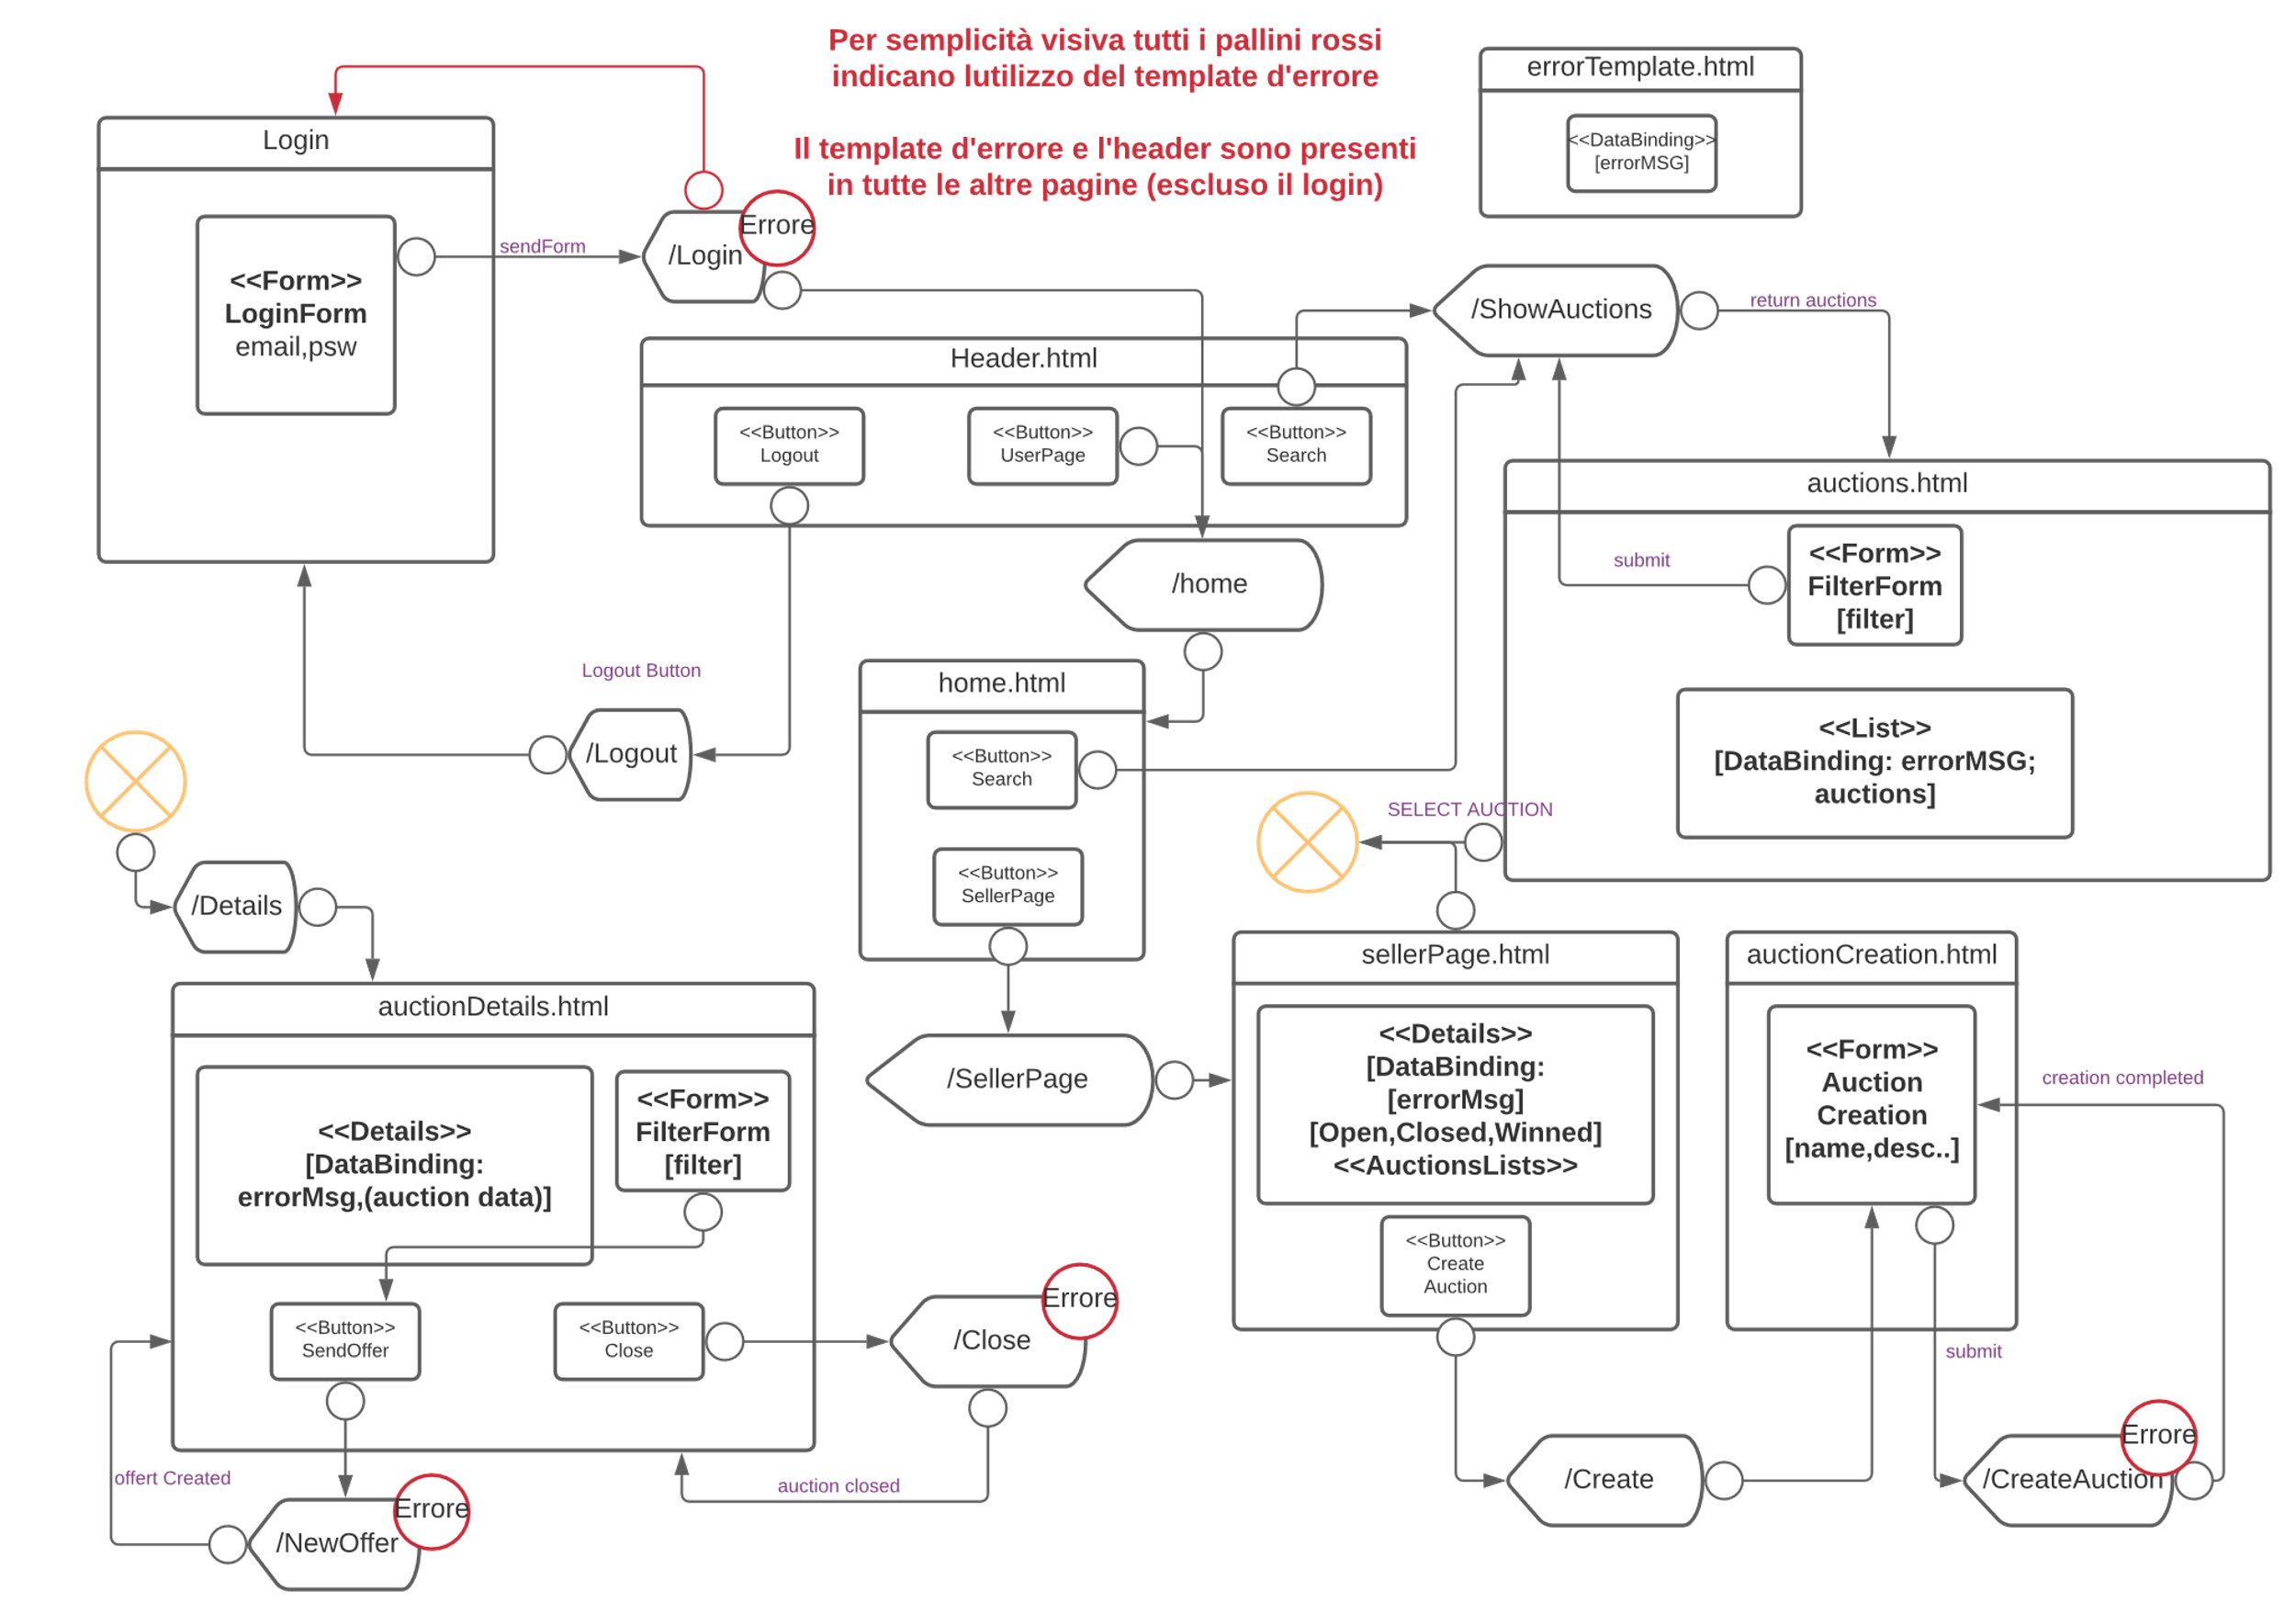 Per semplicità visiva tutti i pallini rossi
indicano lutilizzo del template d'errore
Il template d'errore e l'header sono presenti
in tutte le altre pagine (escluso il login)
errorTemplate.html
<<DataBinding>>
[errorMSG]
Login
<<Form>>
LoginForm
email,psw
sendForm
/Login
Errore
Header.html
<<Button>>
Logout
<<Button>>
UserPage
<<Button>>
Search
/ShowAuctions
return auctions
auctions.html
<<Form>>
FilterForm
[filter]
submit
<<List>>
[DataBinding: errorMSG;
auctions]
/home
home.html
<<Button>>
Search
<<Button>>
SellerPage
Logout Button
/Logout
SELECT AUCTION
/Details
auctionDetails.html
<<Details>>
[DataBinding:
errorMsg,(auction data)]
<<Form>>
FilterForm
[filter]
<<Button>>
SendOffer
<<Button>>
Close
/SellerPage
sellerPage.html
<<Details>>
[DataBinding:
[errorMsg]
[Open,Closed,Winned]
<<AuctionsLists>>
<<Button>>
Create
Auction
auctionCreation.html
<<Form>>
Auction
Creation
[name,desc..]
creation completed
/Close
Errore
auction closed
offert Created
/NewOffer
Errore
/Create
submit
/CreateAuction
Errore